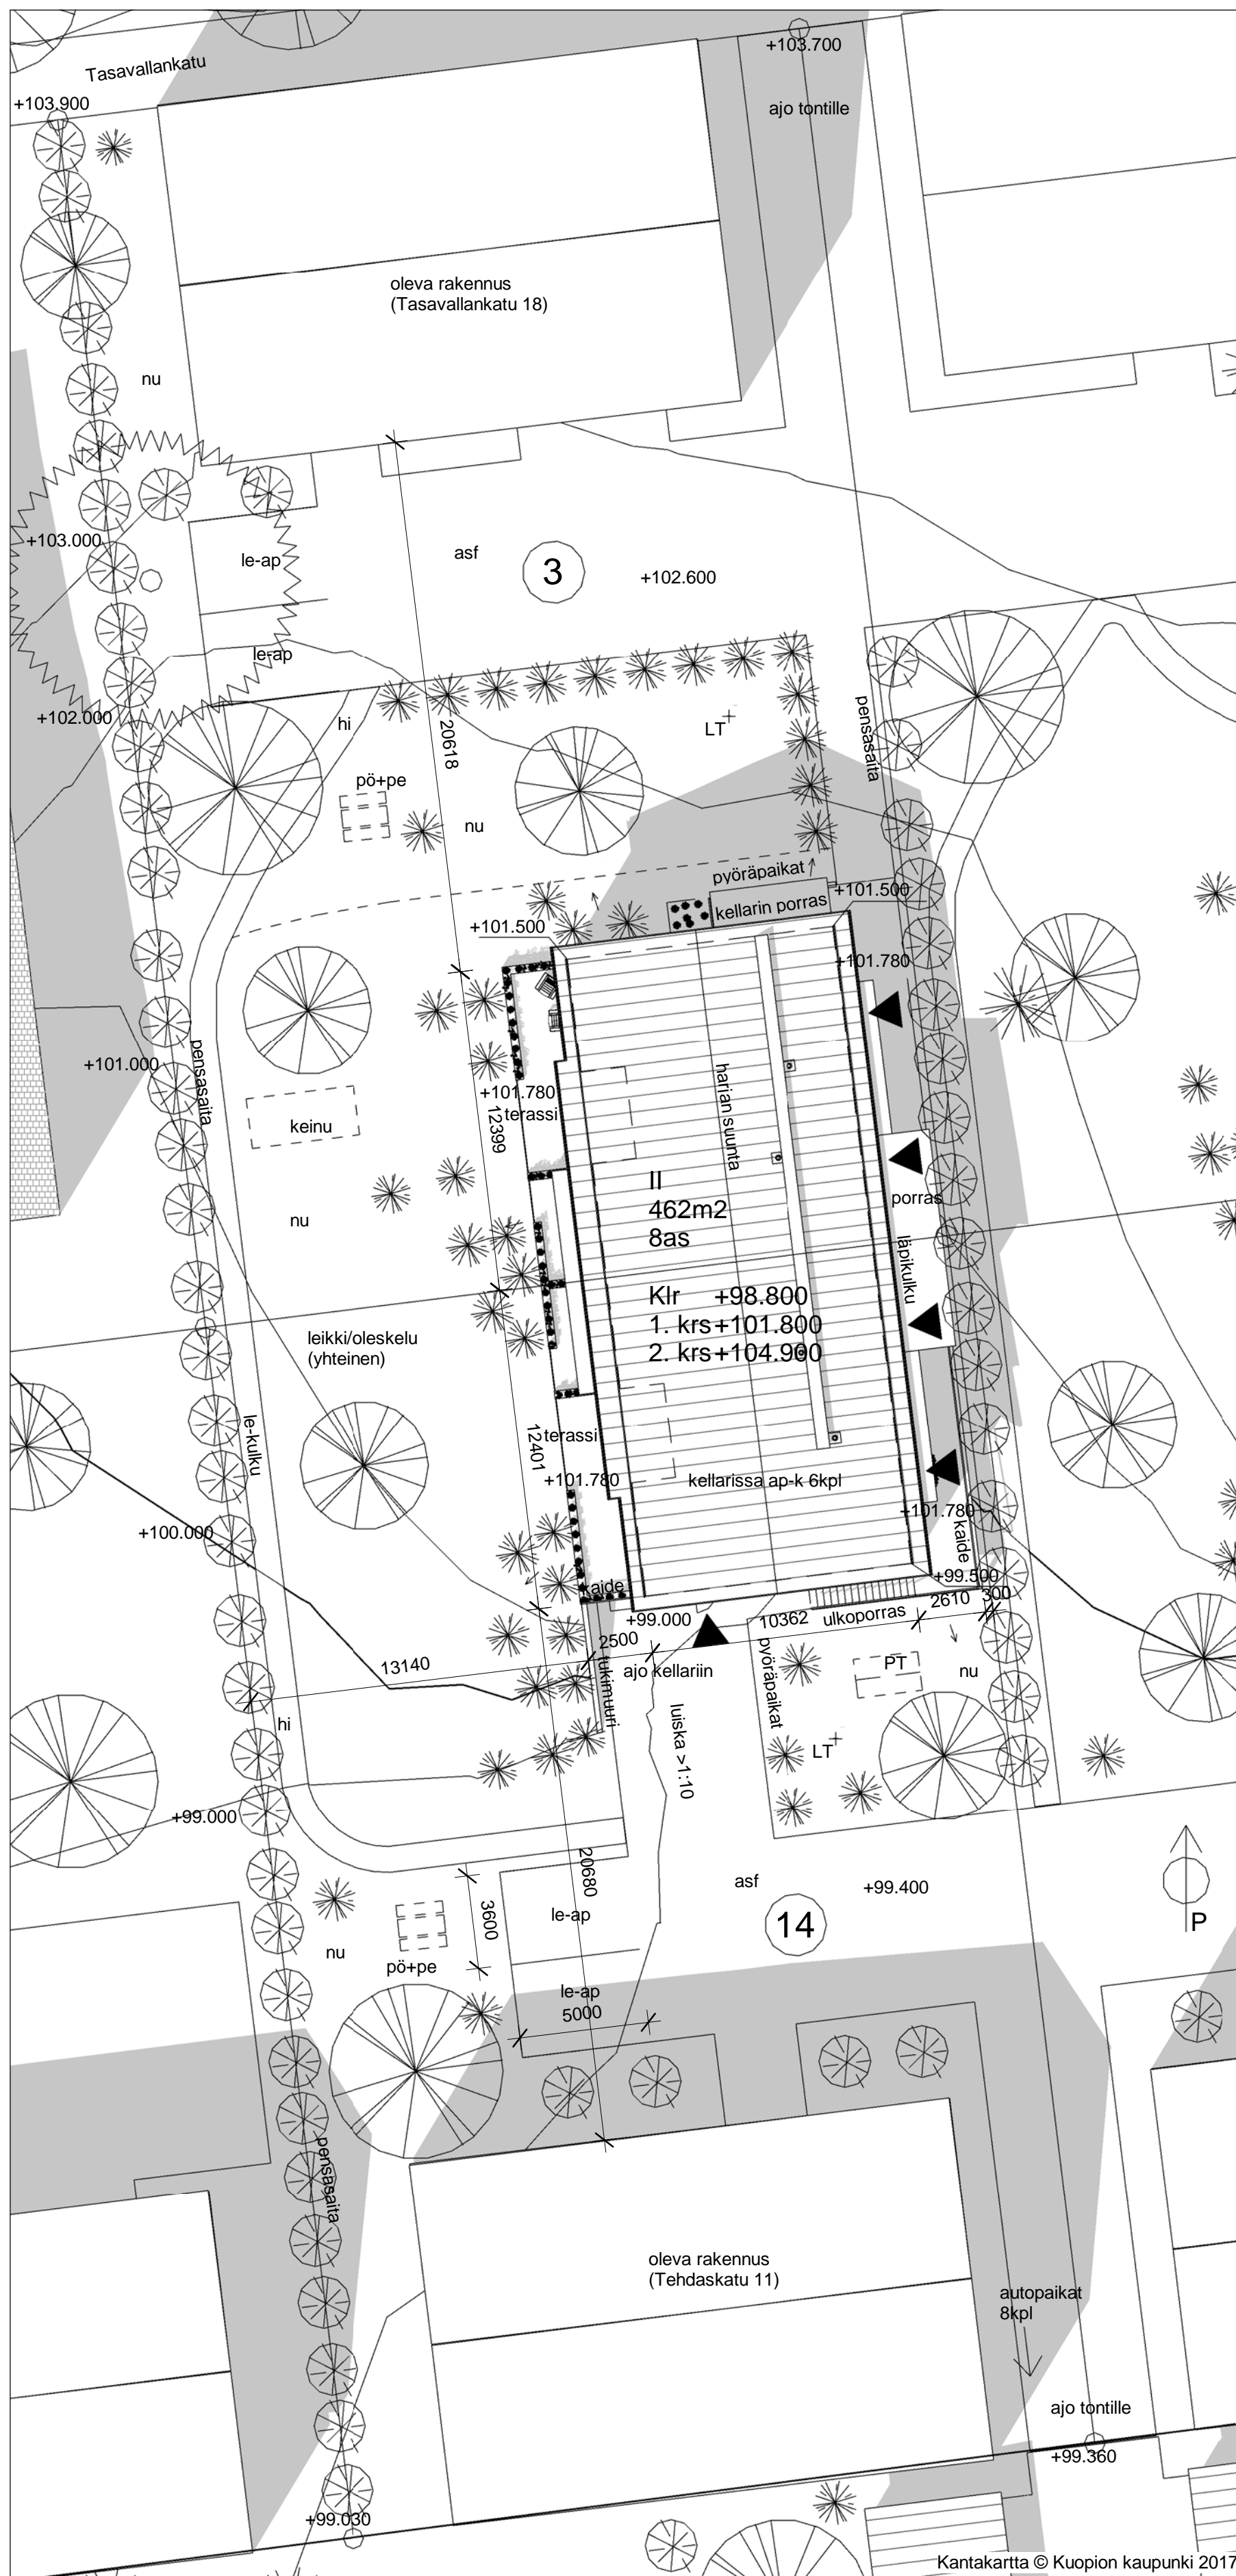 +103.700
Tasavallankatu
+103.900
ajo tontille
oleva rakennus
(Tasavallankatu 18)
nu
+103.000
asf
le-ap
3
+102.600
le-ap
+102.000
hi
LT
pensasaita
20618
pö+pe
nu
pyöräpaikat
kellarin porras
+101.500
+101.500
+101.780
+101.000
pensasaita
harian suunta
+101.780
terassi
12399
keinu
II
462m2
8as
porras
nu
läpikulku
Klr +98.800
1. krs+101.800
2. krs+104.900
leikki/oleskelu
(yhteinen)
le-kulku
terassi
12401
+101.780
kellarissa ap-k 6kpl
+101.780
kaide
+100.000
+99.500
kaide
+99.000
10362
ulkoporras
2610
300
2500
13140
ajo kellariin
tukimuuri
pyöräpaikat
PT
nu
hi
luiska >1:10
LT
+99.000
20680
asf
+99.400
3600
le-ap
14
P
nu
pö+pe
le-ap
5000
pensasaita
oleva rakennus
(Tehdaskatu 11)
autopaikat
8kpl
ajo tontille
+99.360
+99.030
Kantakartta © Kuopion kaupunki 2017